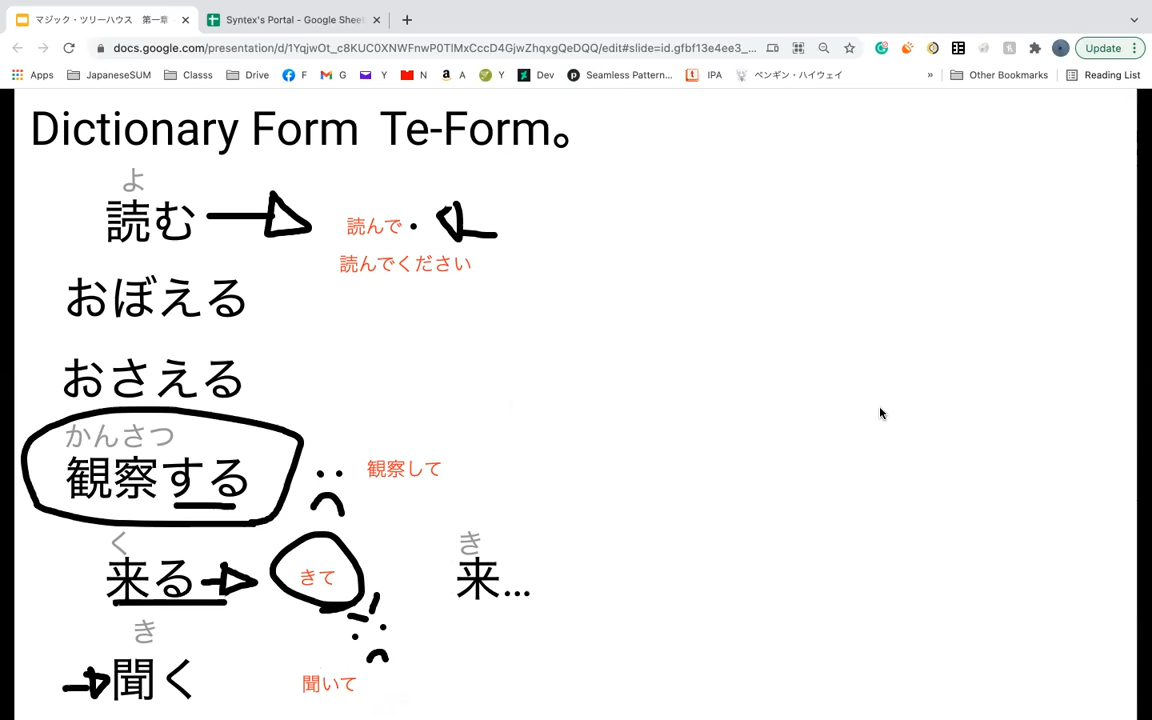 マジック・ツリーハウス 第一章
Syntex's Portal - Google Shee
docs.google.com/presentation/d/1YqjwOt_c8KUC0XNWFnwP0TIMxCccD4GjwZhqxgQeDQQ/edit#slide=id.gfbf13e4ee3_...
Update
Apps JapaneseSUM Classs Drive F G Y N A Y Dev Seamless Pattern... IPA ペンギン・ハイウェイ » Other Bookmarks Reading List
Dictionary Form Te-Form。
よ
読む 読んで
読んでください
おぼえる
おさえる
かんさつ
観察する 観察して
く き
来る きて 来...
き
聞く 聞いて